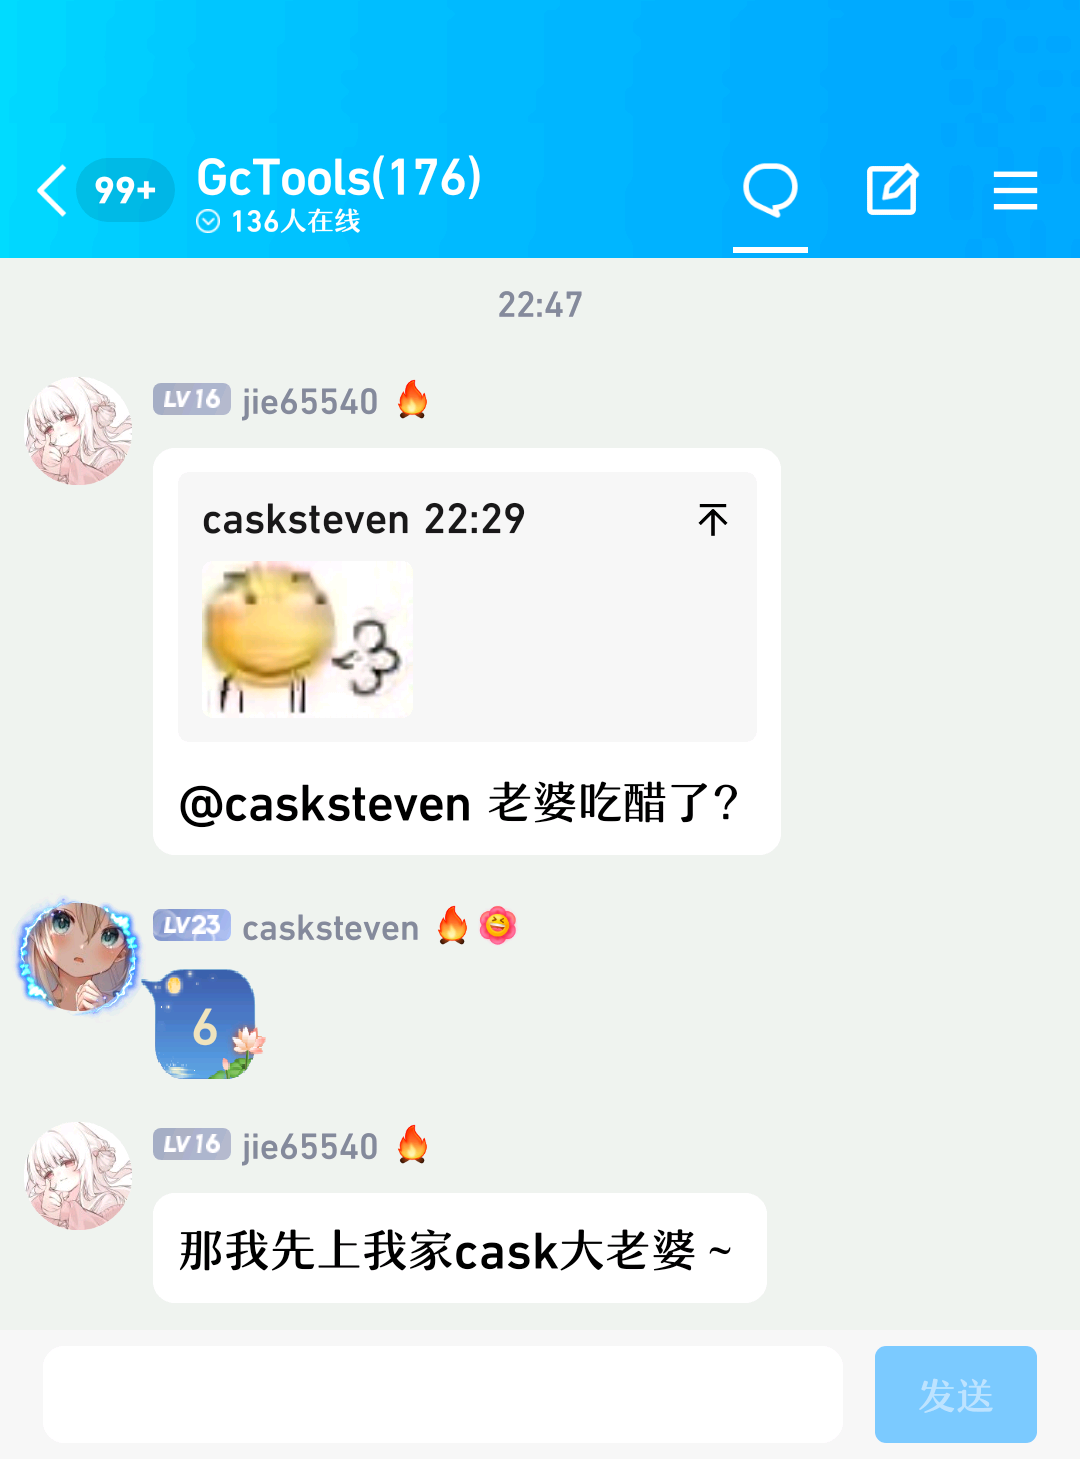 99+
GcTools(176)
136人在线
22:47
LV16 jie65540
casksteven 22:29
@casksteven 老婆吃醋了?
LV23 casksteven
6
LV16 jie65540
那我先上我家cask大老婆～
发送